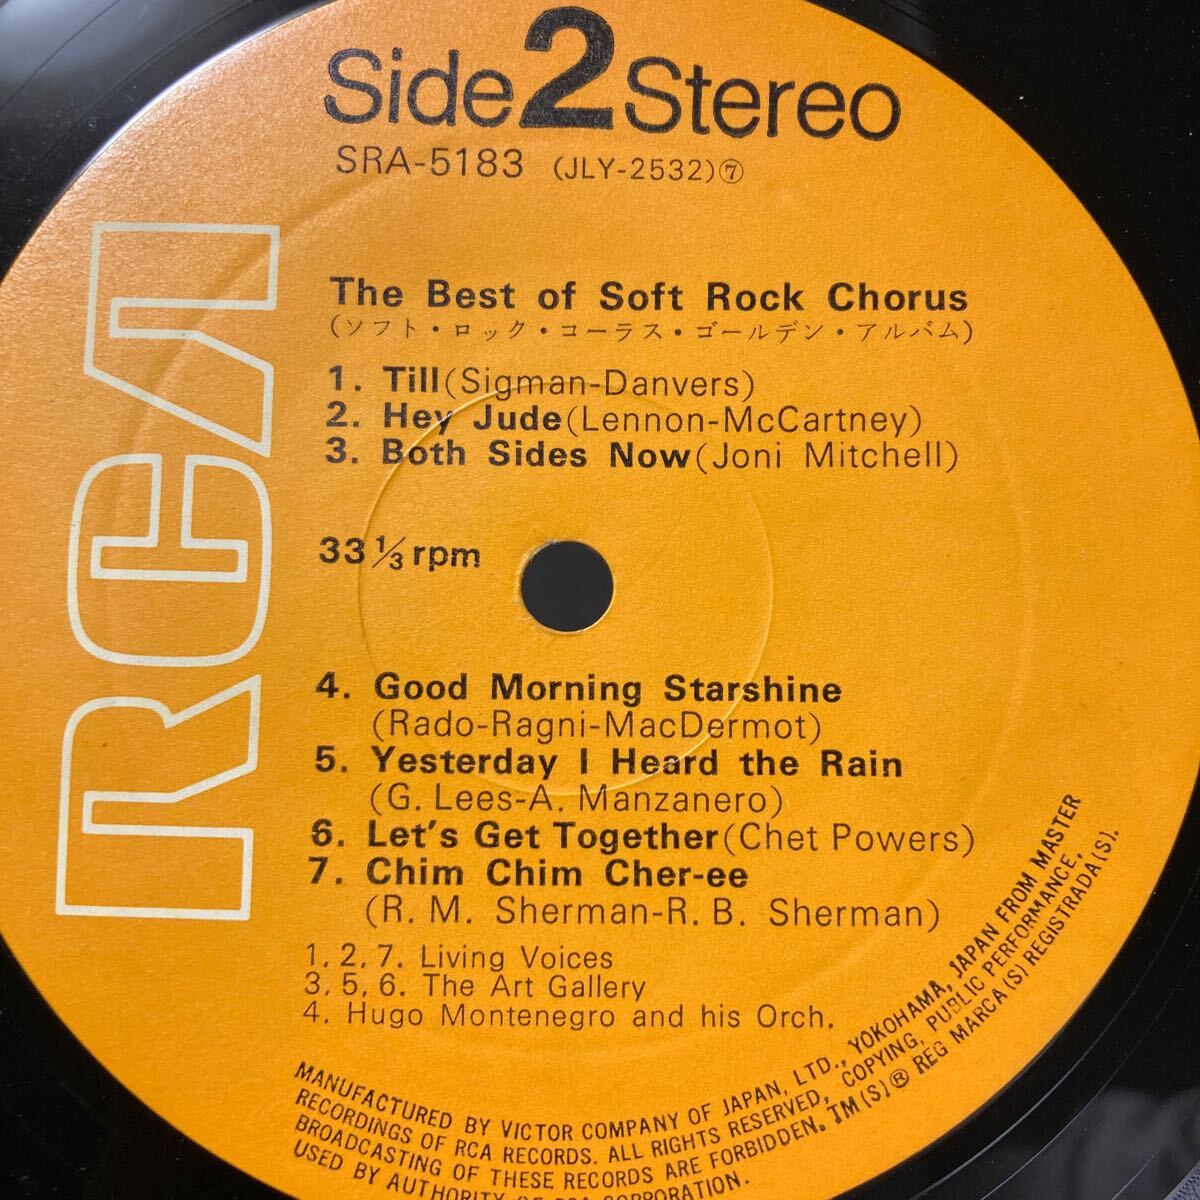 Side 2 Stereo
SRA-5183 (JLY-2532)⑦
RCA
The Best of Soft Rock Chorus
(ソフト・ロック・コーラス・ゴールデン・アルバム)
1. Till (Sigman-Danvers)
2. Hey Jude (Lennon-McCartney)
3. Both Sides Now (Joni Mitchell)
33 1/3 rpm
4. Good Morning Starshine
(Rado-Ragni-MacDermot)
5. Yesterday I Heard the Rain
(G. Lees-A. Manzanero)
6. Let's Get Together (Chet Powers)
7. Chim Chim Cher-ee
(R. M. Sherman-R. B. Sherman)
1. 2. 7. Living Voices
3. 5. 6. The Art Gallery
4. Hugo Montenegro and his Orch.
MANUFACTURED BY VICTOR COMPANY OF JAPAN, LTD., YOKOHAMA, JAPAN FROM MASTER
RECORDINGS OF RCA RECORDS. ALL RIGHTS RESERVED, COPYING, PUBLIC PERFORMANCE,
BROADCASTING OF THESE RECORDS ARE FORBIDDEN. TM(S) ® REG MARCA(S) REGISTRADA(S).
USED BY AUTHORITY OF RCA CORPORATION.